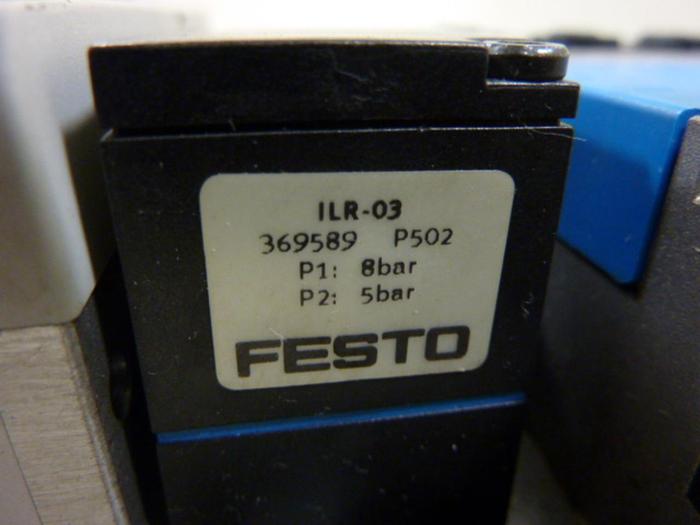 ILR-03
369589 P502
P1: 8bar
P2: 5bar
FESTO